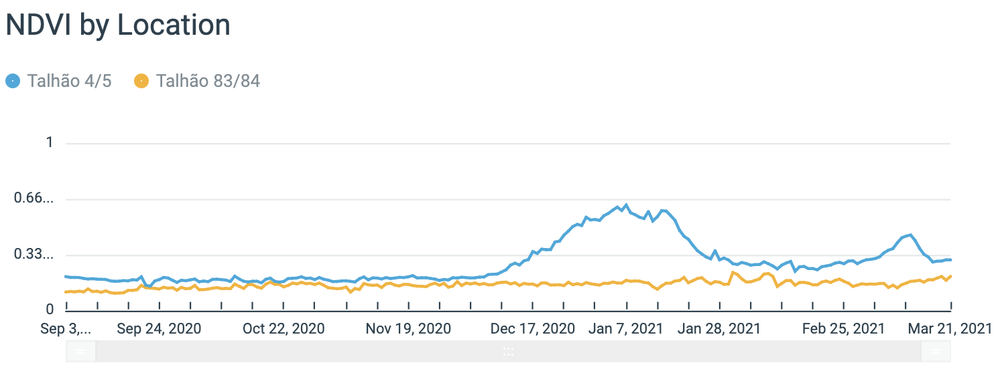 NDVI by Location
Talhão 4/5 Talhão 83/84
1
0.66...
0.33...
0
Sep 3,... Sep 24, 2020 Oct 22, 2020 Nov 19, 2020 Dec 17, 2020 Jan 7, 2021 Jan 28, 2021 Feb 25, 2021 Mar 21, 2021